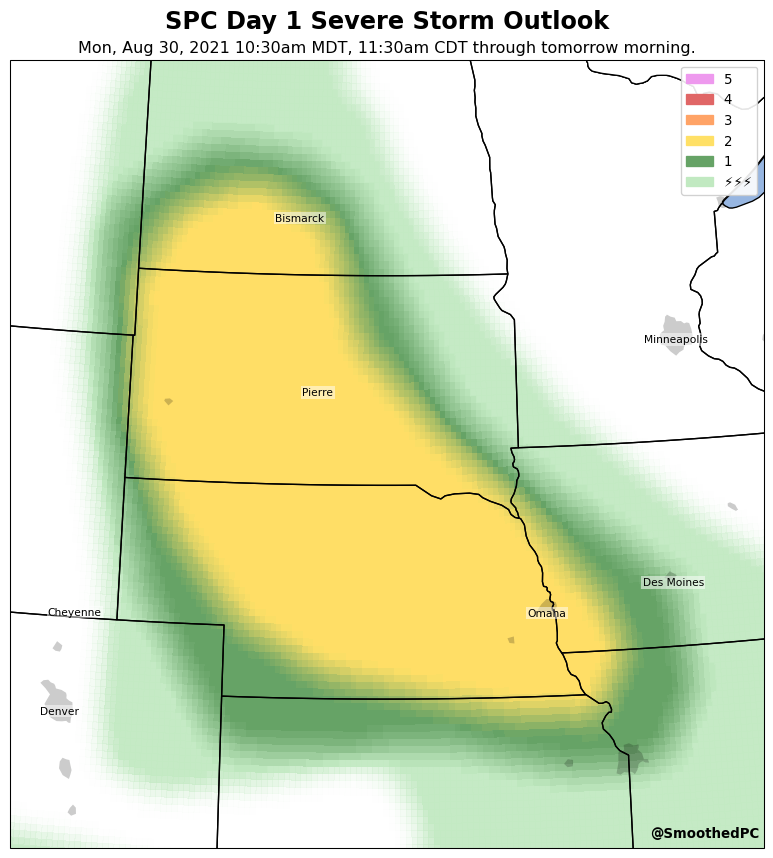 SPC Day 1 Severe Storm Outlook
Mon, Aug 30, 2021 10:30am MDT, 11:30am CDT through tomorrow morning.
5
4
3
2
1
⚡⚡⚡
Bismarck
Minneapolis
Pierre
Des Moines
Cheyenne
Omaha
Denver
@SmoothedPC